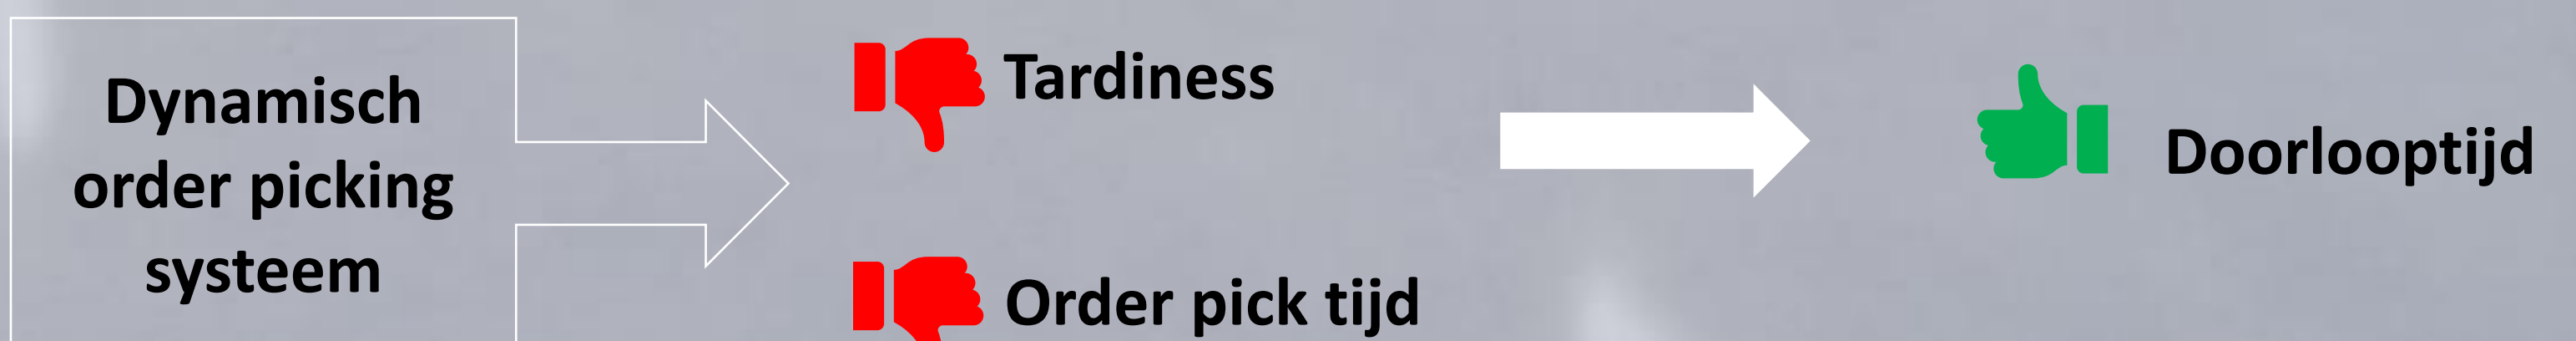 Dynamisch
order picking
systeem
Tardiness
Order pick tijd
Doorlooptijd